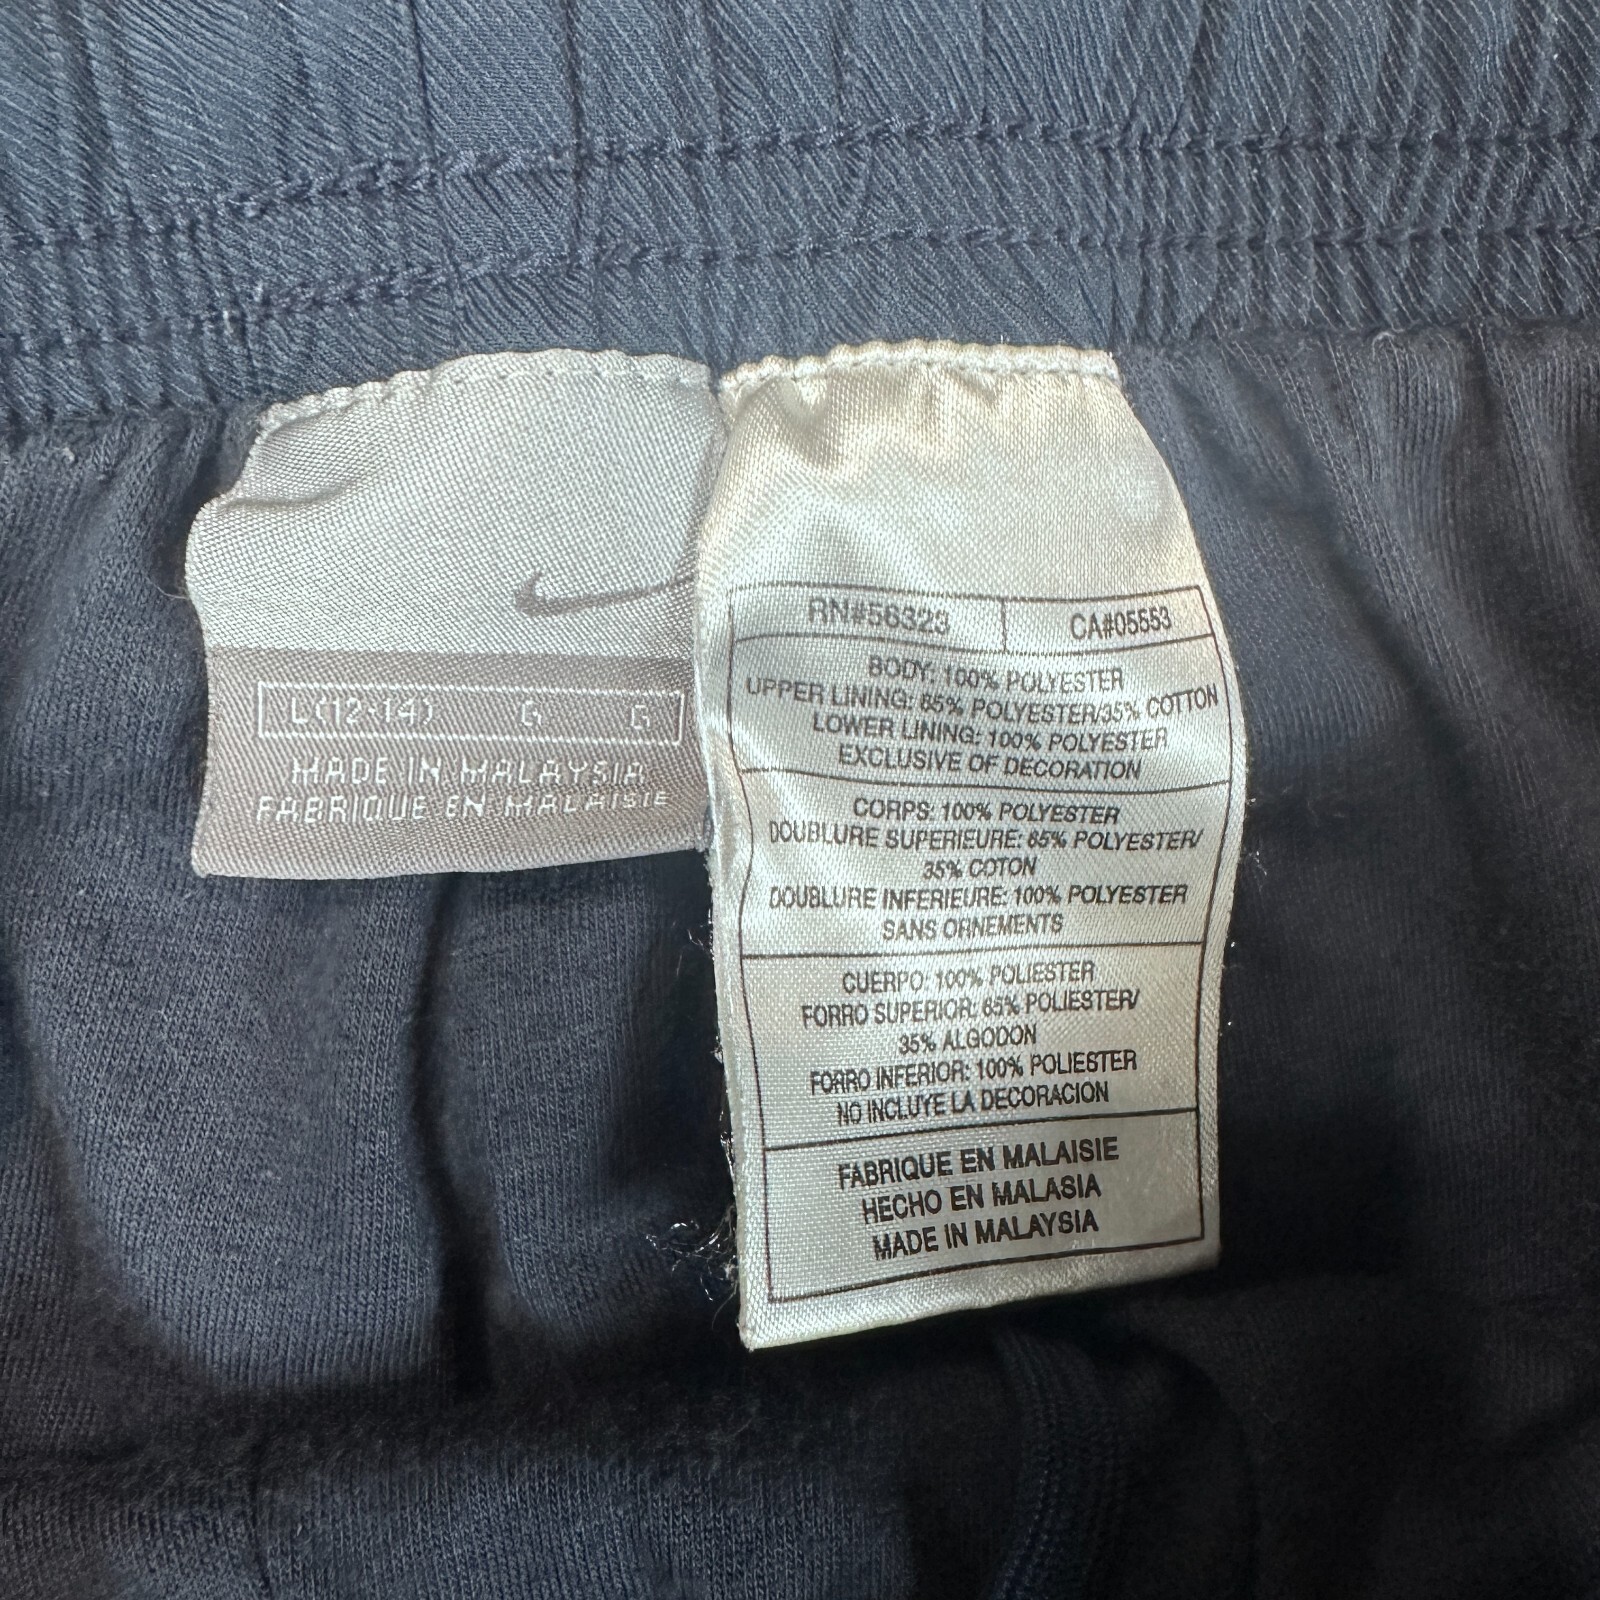 L(12-14) G G
MADE IN MALAYSIA
FABRIQUE EN MALAISIE
RN#56323 CA#05553
BODY: 100% POLYESTER
UPPER LINING: 65% POLYESTER/35% COTTON
LOWER LINING: 100% POLYESTER
EXCLUSIVE OF DECORATION
CORPS: 100% POLYESTER
DOUBLURE SUPERIEURE: 65% POLYESTER/
35% COTON
DOUBLURE INFERIEURE: 100% POLYESTER
SANS ORNEMENTS
CUERPO: 100% POLIESTER
FORRO SUPERIOR: 65% POLIESTER/
35% ALGODON
FORRO INFERIOR: 100% POLIESTER
NO INCLUYE LA DECORACION
FABRIQUE EN MALAISIE
HECHO EN MALASIA
MADE IN MALAYSIA